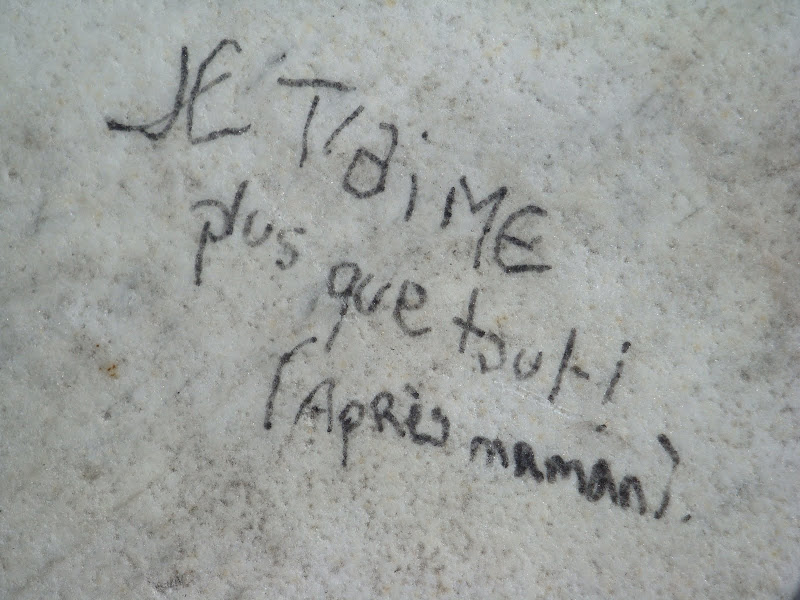 JE T'aiME
plus que tout!
(Après maman).